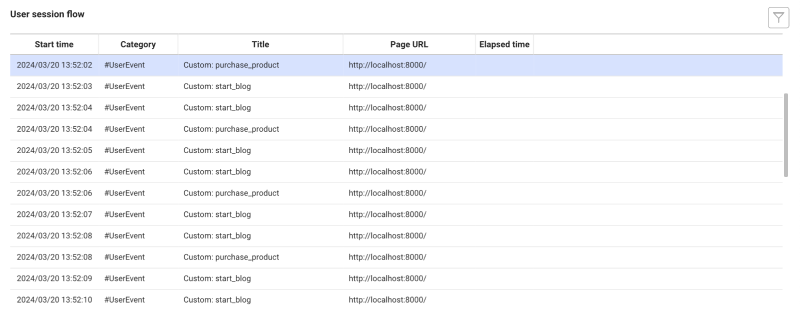 User session flow
Start time Category Title Page URL Elapsed time
2024/03/20 13:52:02 #UserEvent Custom: purchase_product http://localhost:8000/
2024/03/20 13:52:03 #UserEvent Custom: start_blog http://localhost:8000/
2024/03/20 13:52:04 #UserEvent Custom: start_blog http://localhost:8000/
2024/03/20 13:52:04 #UserEvent Custom: purchase_product http://localhost:8000/
2024/03/20 13:52:05 #UserEvent Custom: start_blog http://localhost:8000/
2024/03/20 13:52:06 #UserEvent Custom: start_blog http://localhost:8000/
2024/03/20 13:52:06 #UserEvent Custom: purchase_product http://localhost:8000/
2024/03/20 13:52:07 #UserEvent Custom: start_blog http://localhost:8000/
2024/03/20 13:52:08 #UserEvent Custom: start_blog http://localhost:8000/
2024/03/20 13:52:08 #UserEvent Custom: purchase_product http://localhost:8000/
2024/03/20 13:52:09 #UserEvent Custom: start_blog http://localhost:8000/
2024/03/20 13:52:10 #UserEvent Custom: start_blog http://localhost:8000/